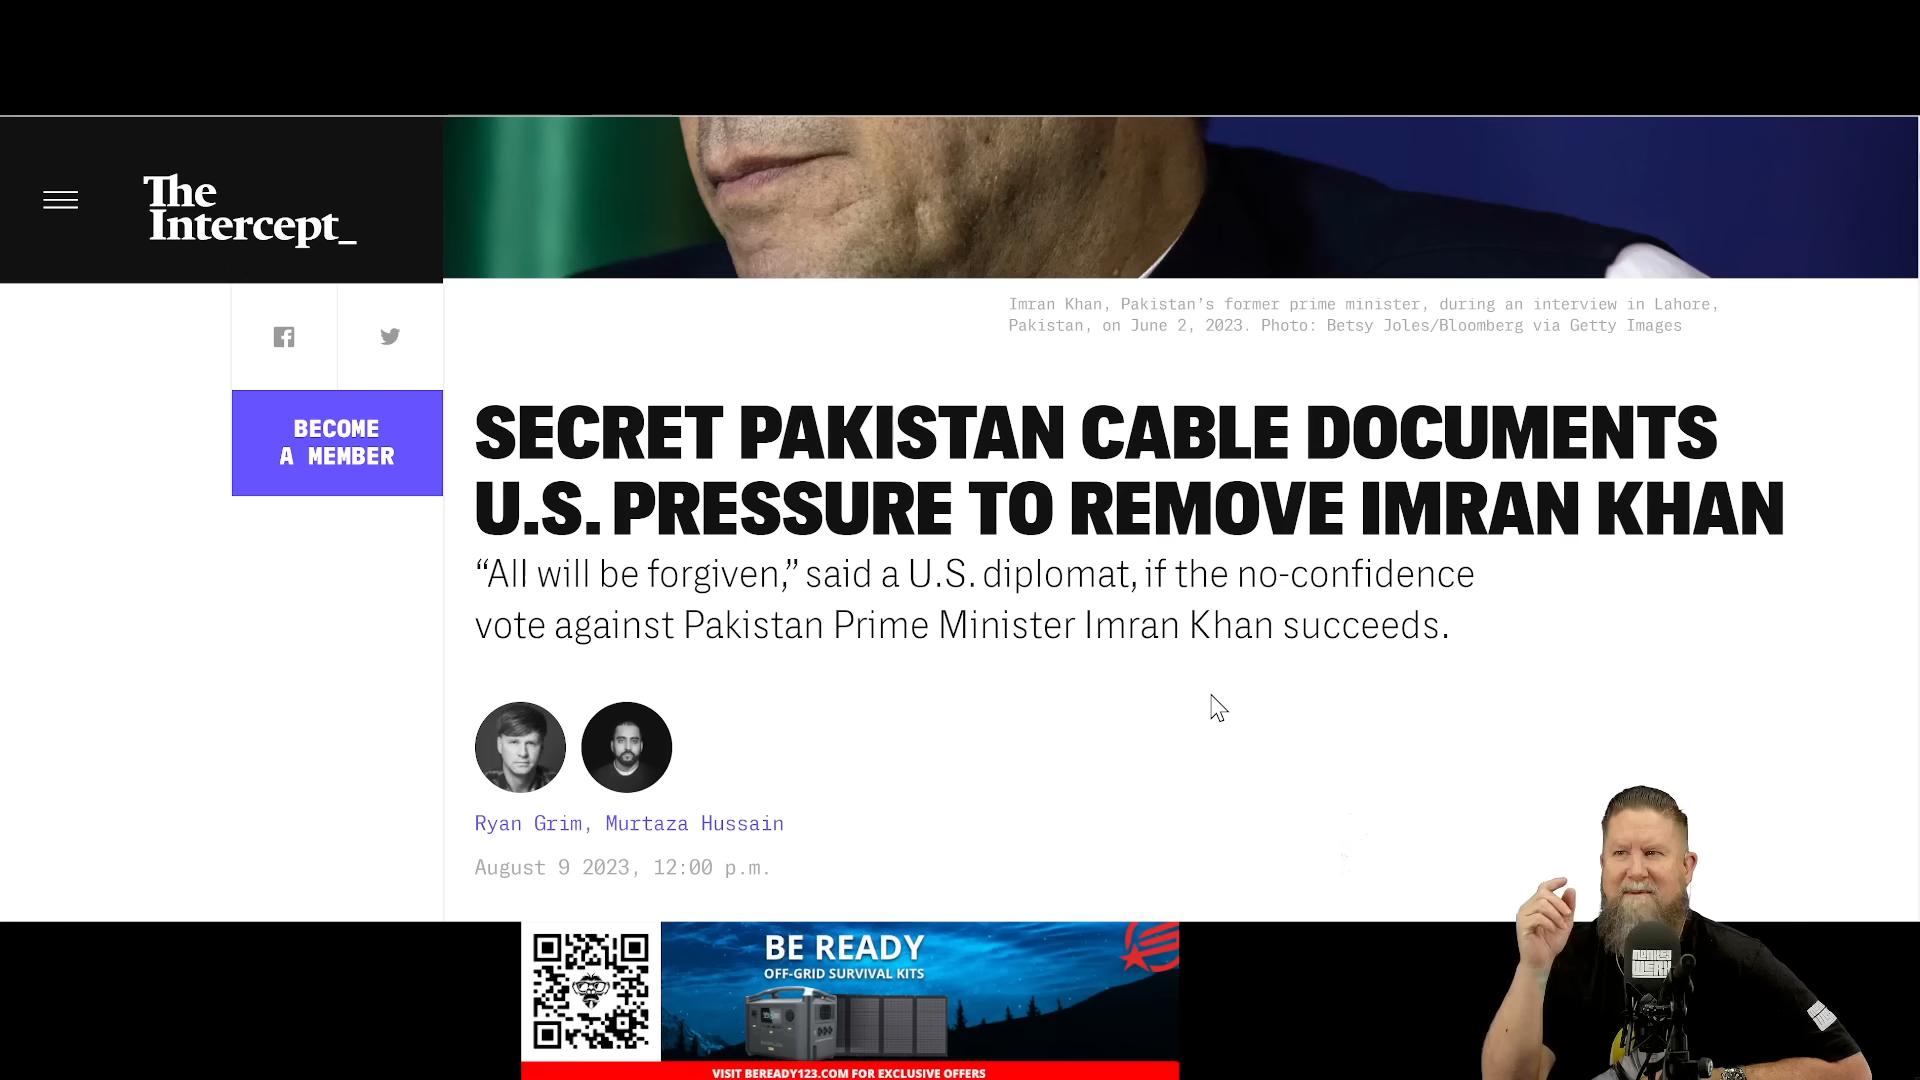 The
Intercept_
Imran Khan, Pakistan’s former prime minister, during an interview in Lahore,
Pakistan, on June 2, 2023. Photo: Betsy Joles/Bloomberg via Getty Images
BECOME
A MEMBER
SECRET PAKISTAN CABLE DOCUMENTS
U.S. PRESSURE TO REMOVE IMRAN KHAN
“All will be forgiven,” said a U.S. diplomat, if the no-confidence
vote against Pakistan Prime Minister Imran Khan succeeds.
Ryan Grim, Murtaza Hussain
August 9 2023, 12:00 p.m.
BE READY
OFF-GRID SURVIVAL KITS
VISIT BEREADY123.COM FOR EXCLUSIVE OFFERS
MONKEY
WERX